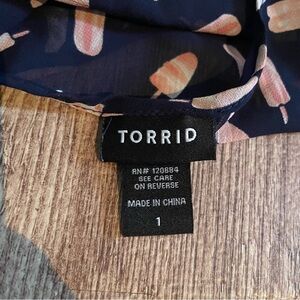 TORRID
RN# 120884
SEE CARE
ON REVERSE
MADE IN CHINA
1